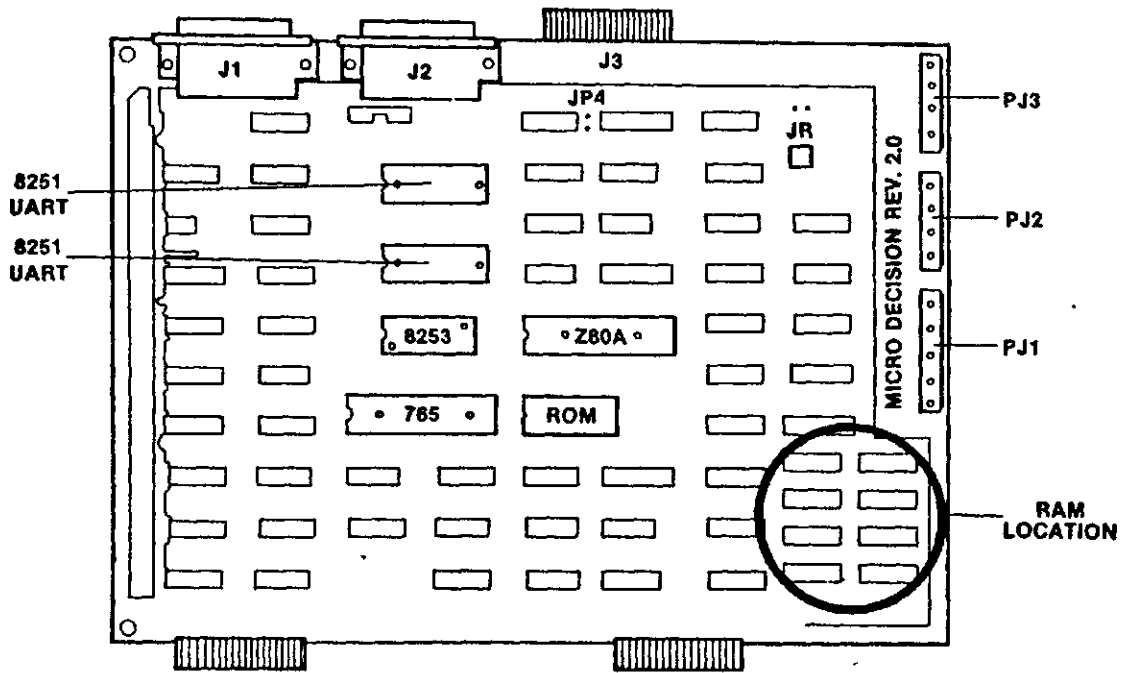 J1
J2
J3
JP4
JR
PJ3
8251
UART
PJ2
8251
UART
MICRO DECISION REV. 2.0
8253
Z80A
PJ1
765
ROM
RAM
LOCATION